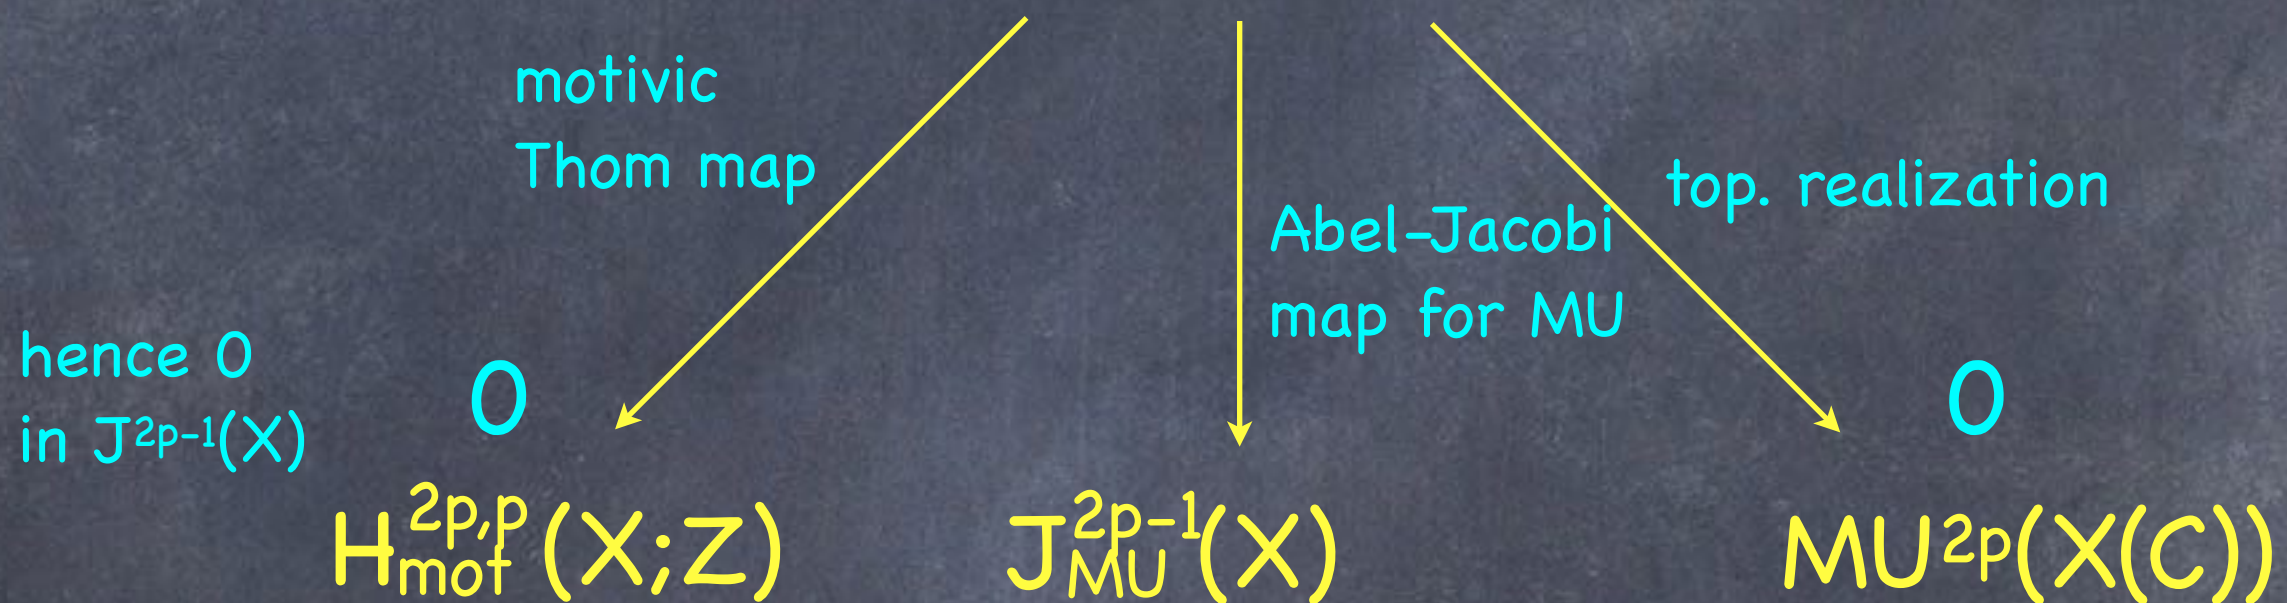 motivic
Thom map
top. realization
Abel-Jacobi
map for MU
hence 0
in J²ᵖ⁻¹(X)
0
0
H²ᵖ,ᵖmot(X;Z)
J²ᵖ⁻¹MU(X)
MU²ᵖ(X(C))